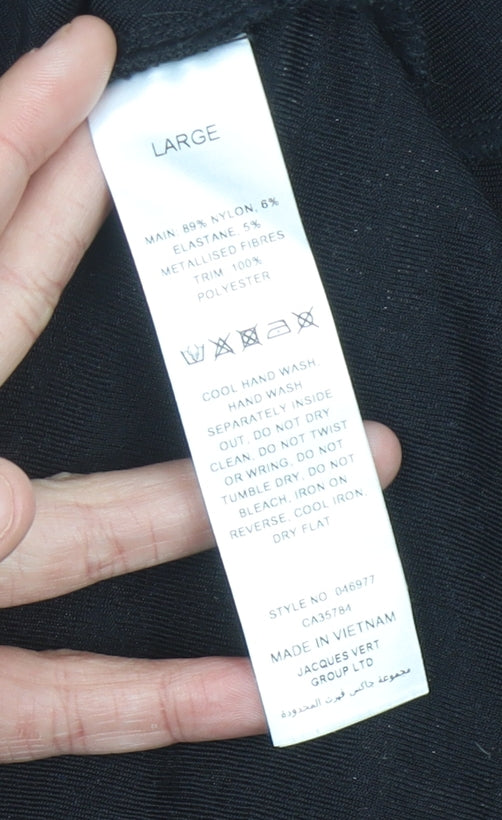 LARGE
MAIN: 89% NYLON, 6%
ELASTANE, 5%
METALLISED FIBRES
TRIM 100%
POLYESTER
COOL HAND WASH,
HAND WASH
SEPARATELY INSIDE
OUT, DO NOT DRY
CLEAN, DO NOT TWIST
OR WRING, DO NOT
TUMBLE DRY, DO NOT
BLEACH, IRON ON
REVERSE, COOL IRON,
DRY FLAT
STYLE NO 046977
CA35784
MADE IN VIETNAM
JACQUES VERT
GROUP LTD
مجموعة جاكس فيرت المحدودة